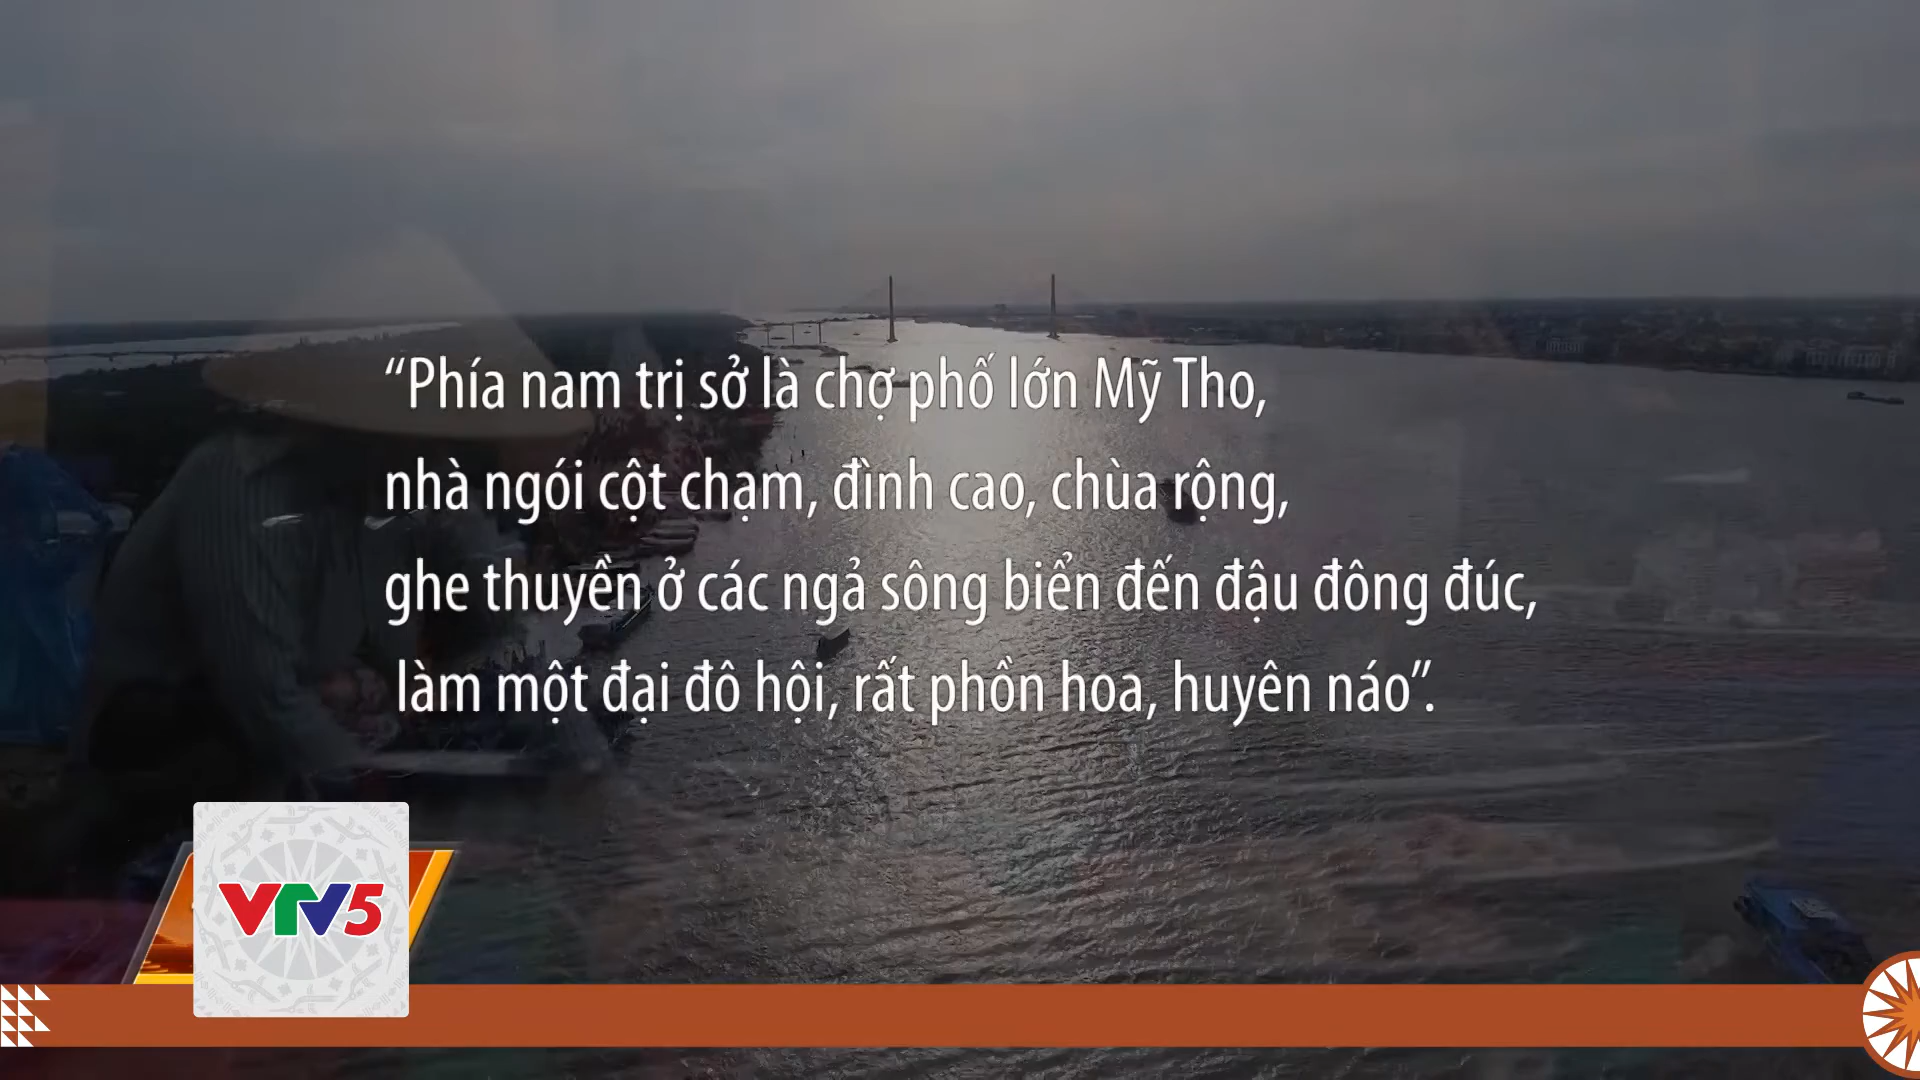 “Phía nam trị sở là chợ phố lớn Mỹ Tho,
nhà ngói cột chạm, đình cao, chùa rộng,
ghe thuyền ở các ngả sông biển đến đậu đông đúc,
làm một đại đô hội, rất phồn hoa, huyên náo”.
VTV5